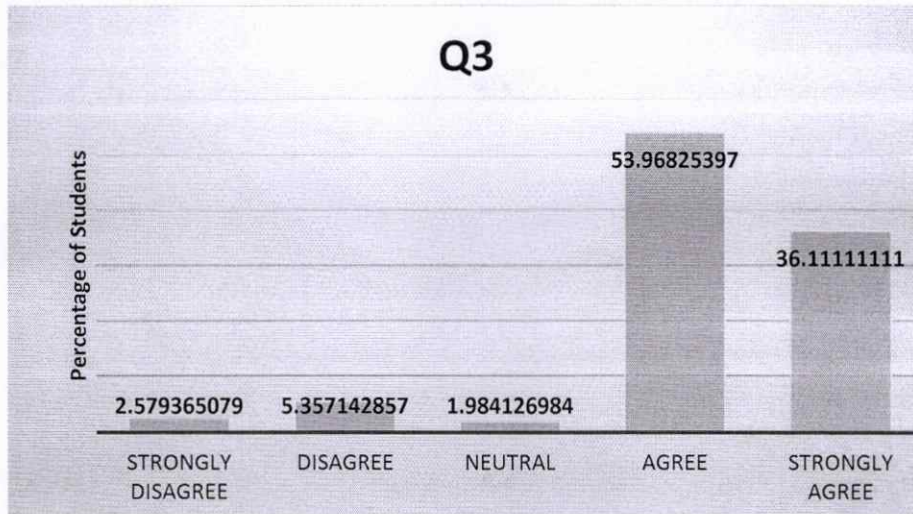 Q3
Percentage of Students
53.96825397
36.11111111
2.579365079 5.357142857 1.984126984
STRONGLY DISAGREE NEUTRAL AGREE STRONGLY
DISAGREE AGREE